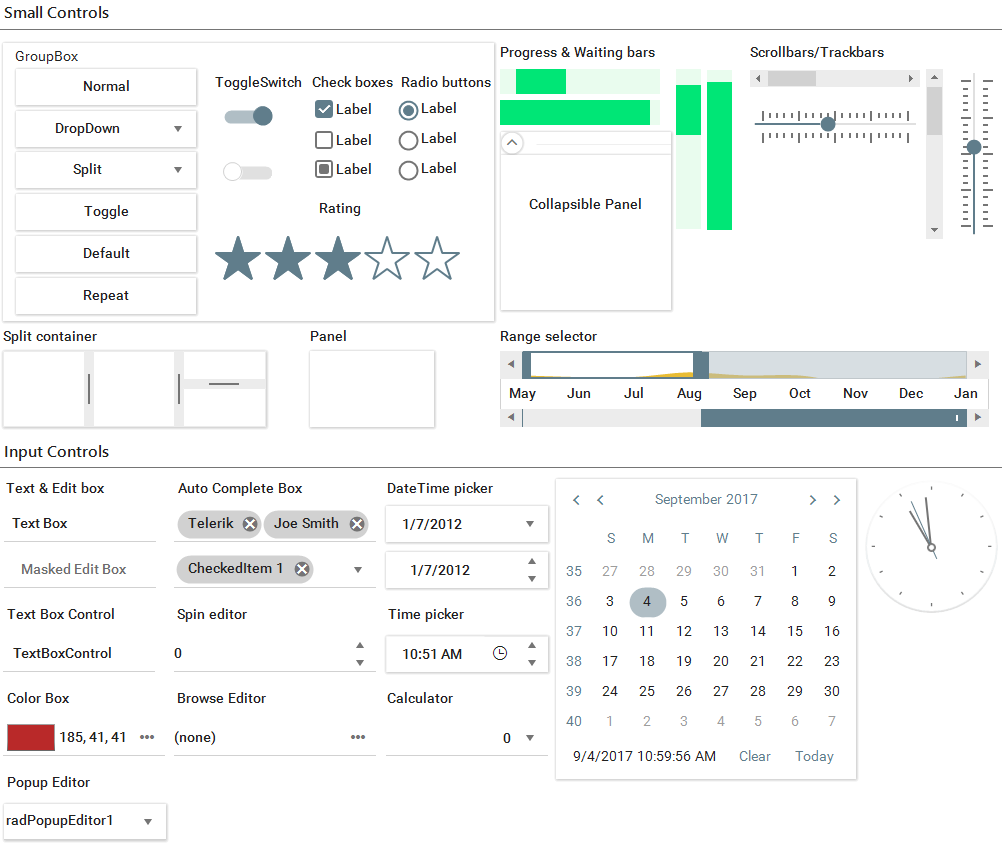 Small Controls
GroupBox
Normal
DropDown
Split
Toggle
Default
Repeat
ToggleSwitch
Check boxes
Label
Label
Label
Radio buttons
Label
Label
Label
Rating
Progress & Waiting bars
Collapsible Panel
Scrollbars/Trackbars
Split container
Panel
Range selector
May Jun Jul Aug Sep Oct Nov Dec Jan
Input Controls
Text & Edit box
Text Box
Masked Edit Box
Text Box Control
TextBoxControl
Color Box
185, 41, 41
Popup Editor
radPopupEditor1
Auto Complete Box
Telerik Joe Smith
CheckedItem 1
Spin editor
0
Browse Editor
(none)
DateTime picker
1/7/2012
1/7/2012
Time picker
10:51 AM
Calculator
0
September 2017
S M T W T F S
35 27 28 29 30 31 1 2
36 3 4 5 6 7 8 9
37 10 11 12 13 14 15 16
38 17 18 19 20 21 22 23
39 24 25 26 27 28 29 30
40 1 2 3 4 5 6 7
9/4/2017 10:59:56 AM Clear Today